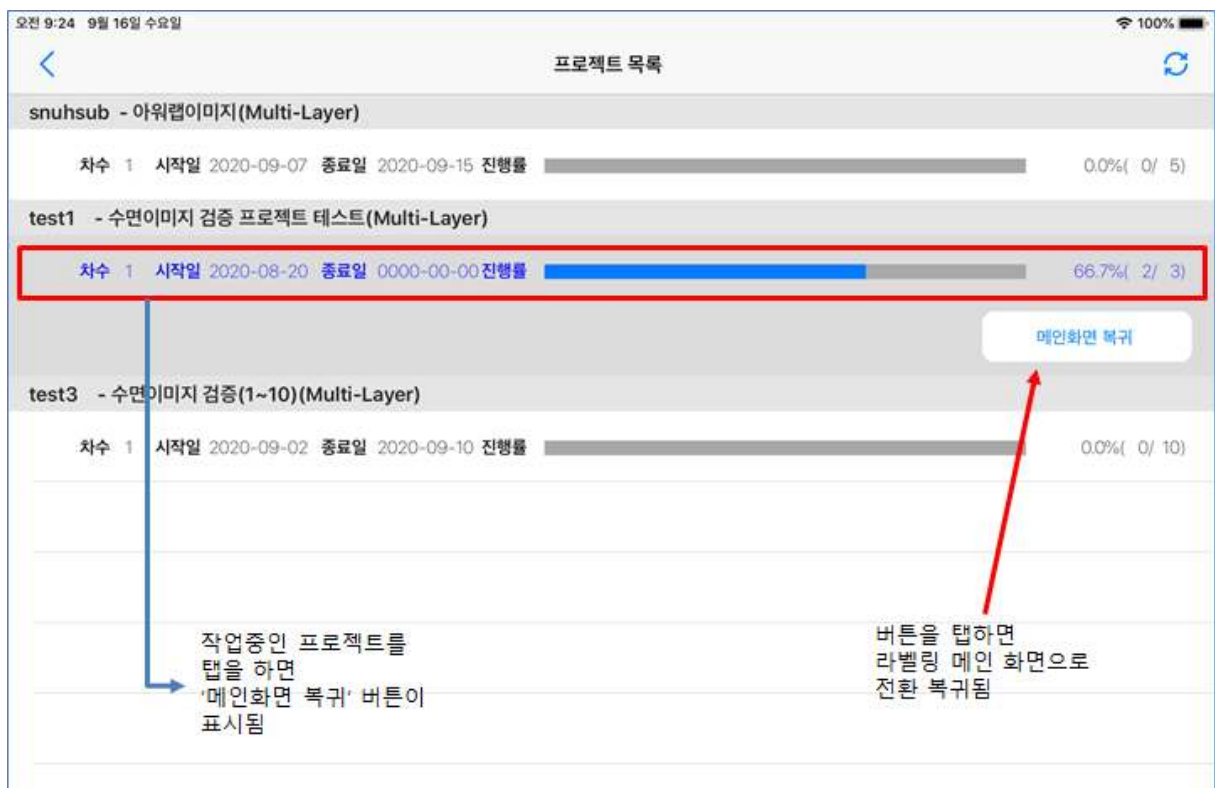 오전 9:24 9월 16일 수요일 100%
프로젝트 목록
snuhsub - 아워랩이미지(Multi-Layer)
차수 1 시작일 2020-09-07 종료일 2020-09-15 진행률 0.0%( 0/ 5)
test1 - 수면이미지 검증 프로젝트 테스트(Multi-Layer)
차수 1 시작일 2020-08-20 종료일 0000-00-00 진행률 66.7%( 2/ 3)
메인화면 복귀
test3 - 수면이미지 검증(1~10)(Multi-Layer)
차수 1 시작일 2020-09-02 종료일 2020-09-10 진행률 0.0%( 0/ 10)
작업중인 프로젝트를
탭을 하면
‘메인화면 복귀‘ 버튼이
표시됨
버튼을 탭하면
라벨링 메인 화면으로
전환 복귀됨